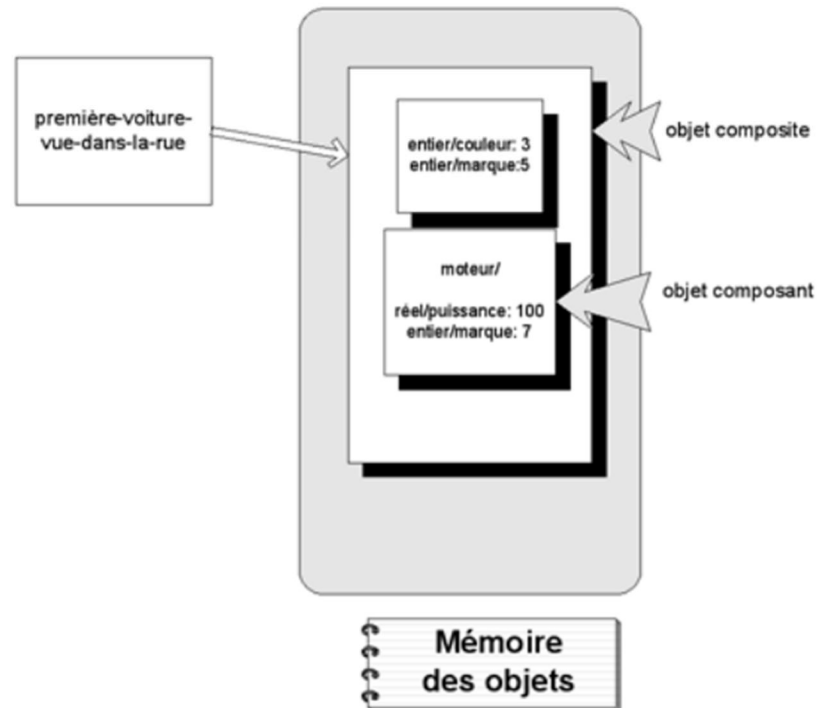 première-voiture-
vue-dans-la-rue
entier/couleur: 3
entier/marque:5
objet composite
moteur/
réel/puissance: 100
entier/marque: 7
objet composant
Mémoire
des objets